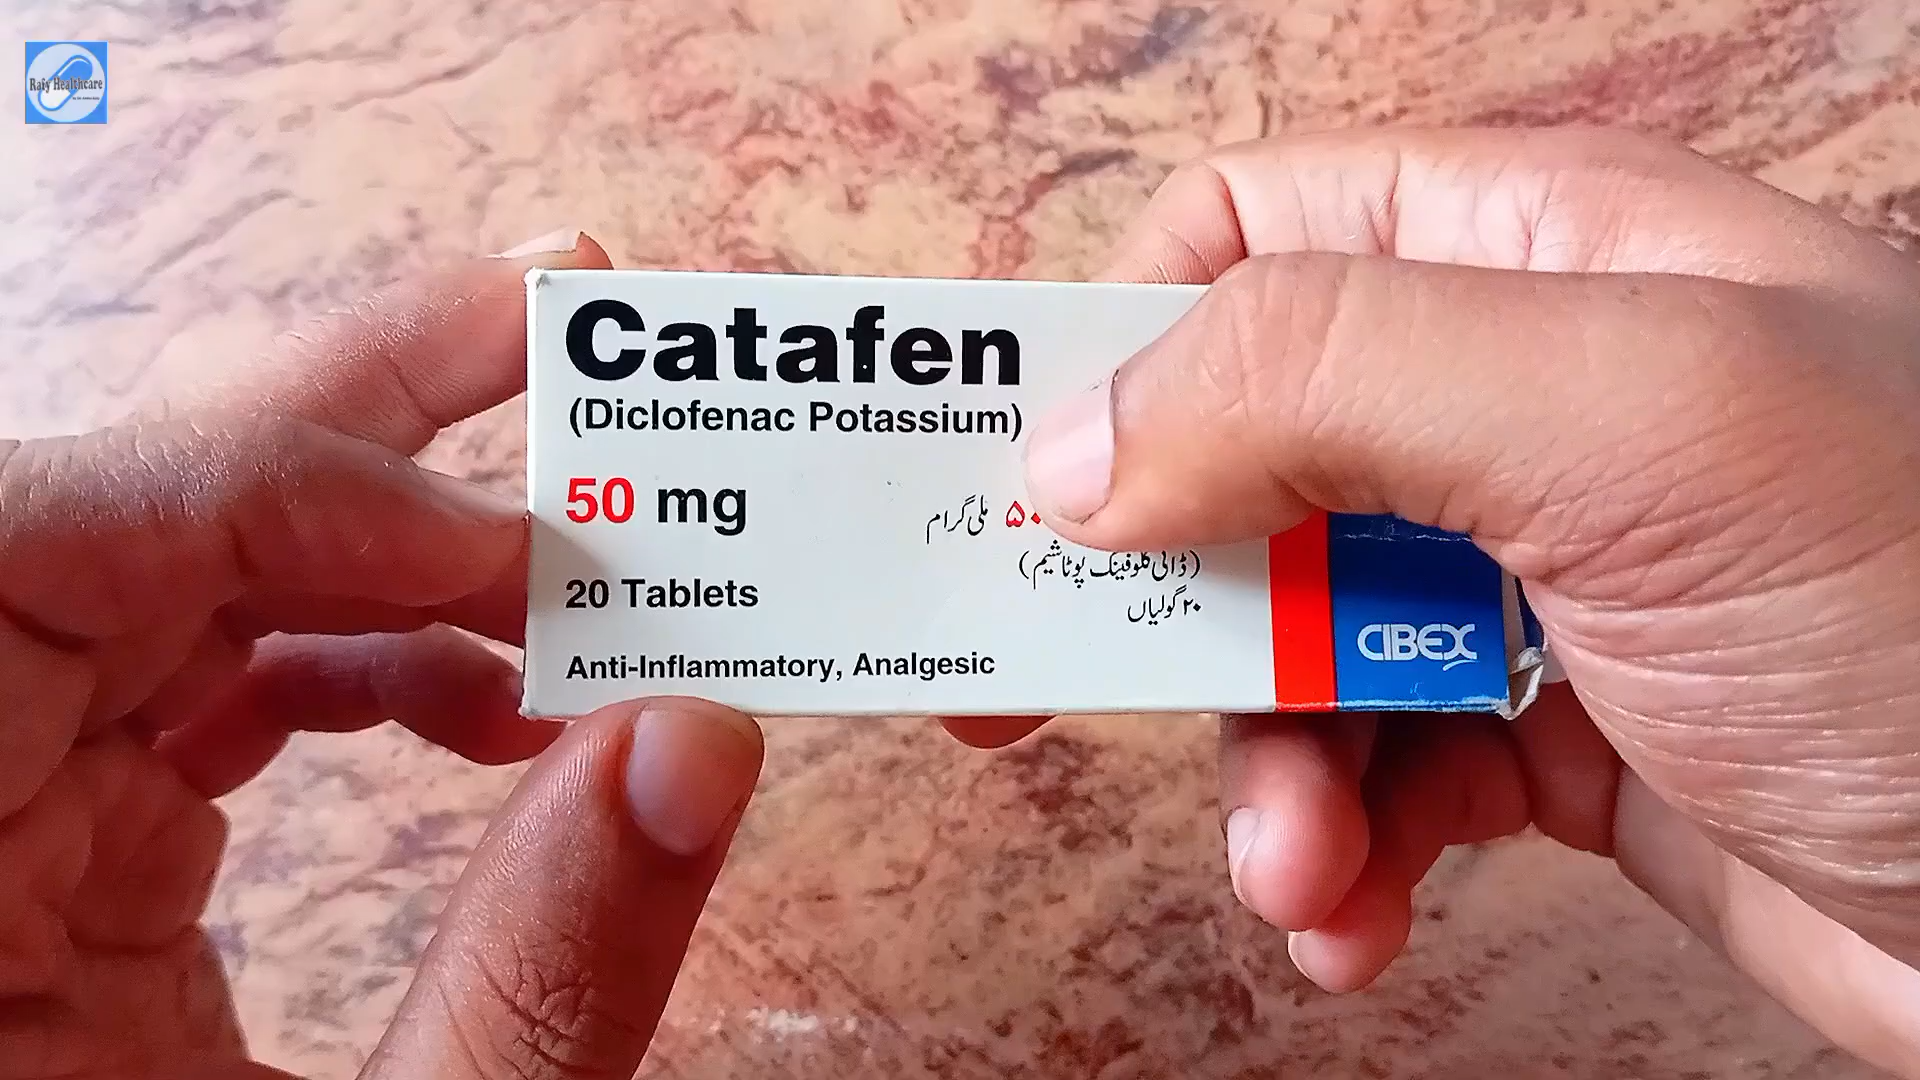 Rafy Healthcare
Catafen
(Diclofenac Potassium)
50 mg
ملی گرام
20 Tablets
(ڈائی کلوفینک پوٹاشیم)
۲۰ گولیاں
Anti-Inflammatory, Analgesic
CIBEX